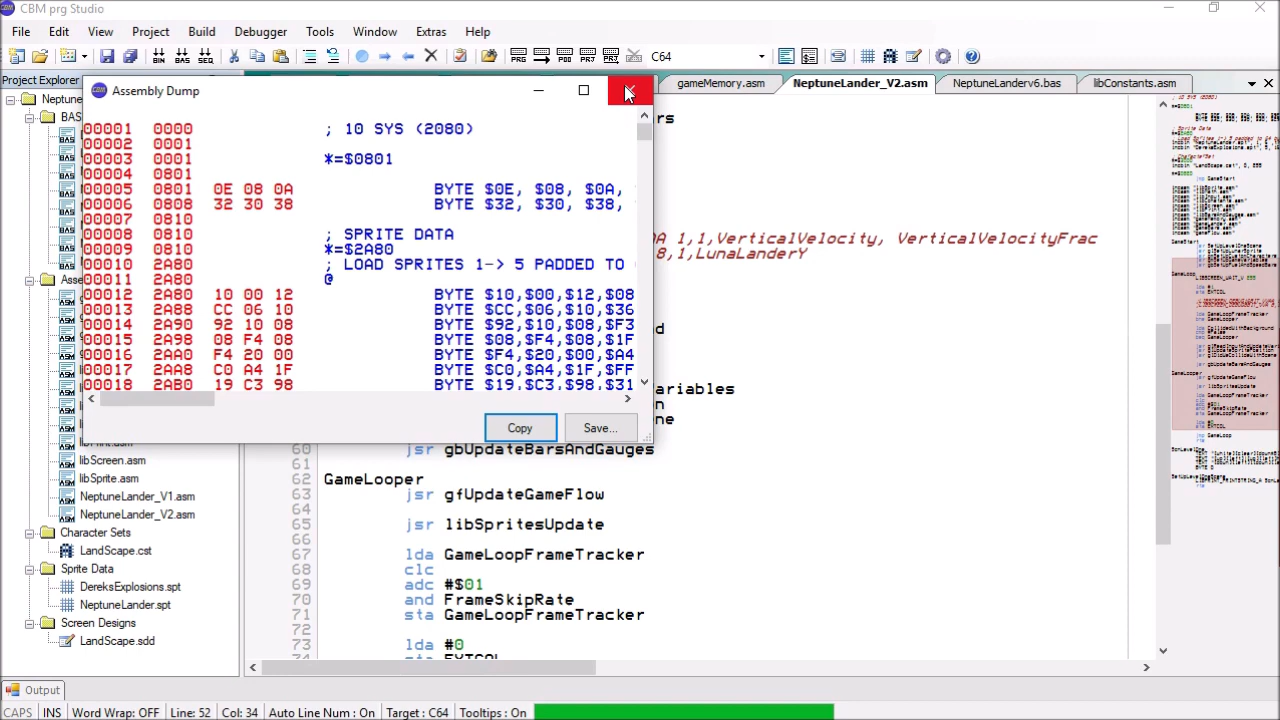 CBM prg Studio
File Edit View Project Build Debugger Tools Window Extras Help
C64
Project Explorer
gameMemory.asm NeptuneLander_V2.asm NeptuneLanderv6.bas libConstants.asm
Assembly Dump
00001 0000 ; 10 SYS (2080)
00002 0001
00003 0001 *=$0801
00004 0801
00005 0801 0E 08 0A BYTE $0E, $08, $0A,
00006 0808 32 30 38 BYTE $32, $30, $38,
00007 0810
00008 0810 ; SPRITE DATA
00009 0810 *=$2A80
00010 2A80 ; LOAD SPRITES 1-> 5 PADDED TO
00011 2A80 @
00012 2A80 10 00 12 BYTE $10,$00,$12,$08
00013 2A88 CC 06 10 BYTE $CC,$06,$10,$36
00014 2A90 92 10 08 BYTE $92,$10,$08,$F3
00015 2A98 08 F4 08 BYTE $08,$F4,$08,$1F
00016 2AA0 F4 20 00 BYTE $F4,$20,$00,$A4
00017 2AA8 C0 A4 1F BYTE $C0,$A4,$1F,$FF
00018 2AB0 19 C3 98 BYTE $19,$C3,$98,$31
Copy Save...
Neptune
BAS
Asse
libScreen.asm
libSprite.asm
NeptuneLander_V1.asm
NeptuneLander_V2.asm
Character Sets
LandScape.cst
Sprite Data
DereksExplosions.spt
NeptuneLander.spt
Screen Designs
LandScape.sdd
rs
DA 1,1,VerticalVelocity, VerticalVelocityFrac
8,1,LunaLanderY
d
ariables
n
ne
60 jsr gbUpdateBarsAndGauges
61
62 GameLooper
63 jsr gfUpdateGameFlow
64
65 jsr libSpritesUpdate
66
67 lda GameLoopFrameTracker
68 clc
69 adc #$01
70 and FrameSkipRate
71 sta GameLoopFrameTracker
72
73 lda #0
74 sta EXTCOL
Output
CAPS INS Word Wrap: OFF Line: 52 Col: 34 Auto Line Num : On Target : C64 Tooltips : On